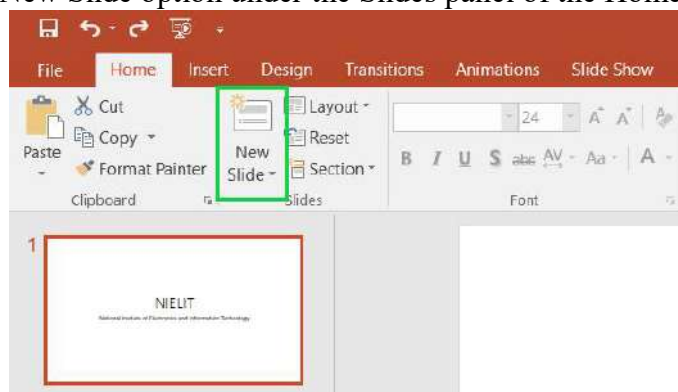 New Slide option under the Slides panel of the Home
File Home Insert Design Transitions Animations Slide Show
Cut
Copy
Format Painter
Paste
Clipboard
New
Slide
Layout
Reset
Section
Slides
24 A A
B I U S abc AV Aa A
Font
1
NIELIT
National Institute of Electronics and Information Technology